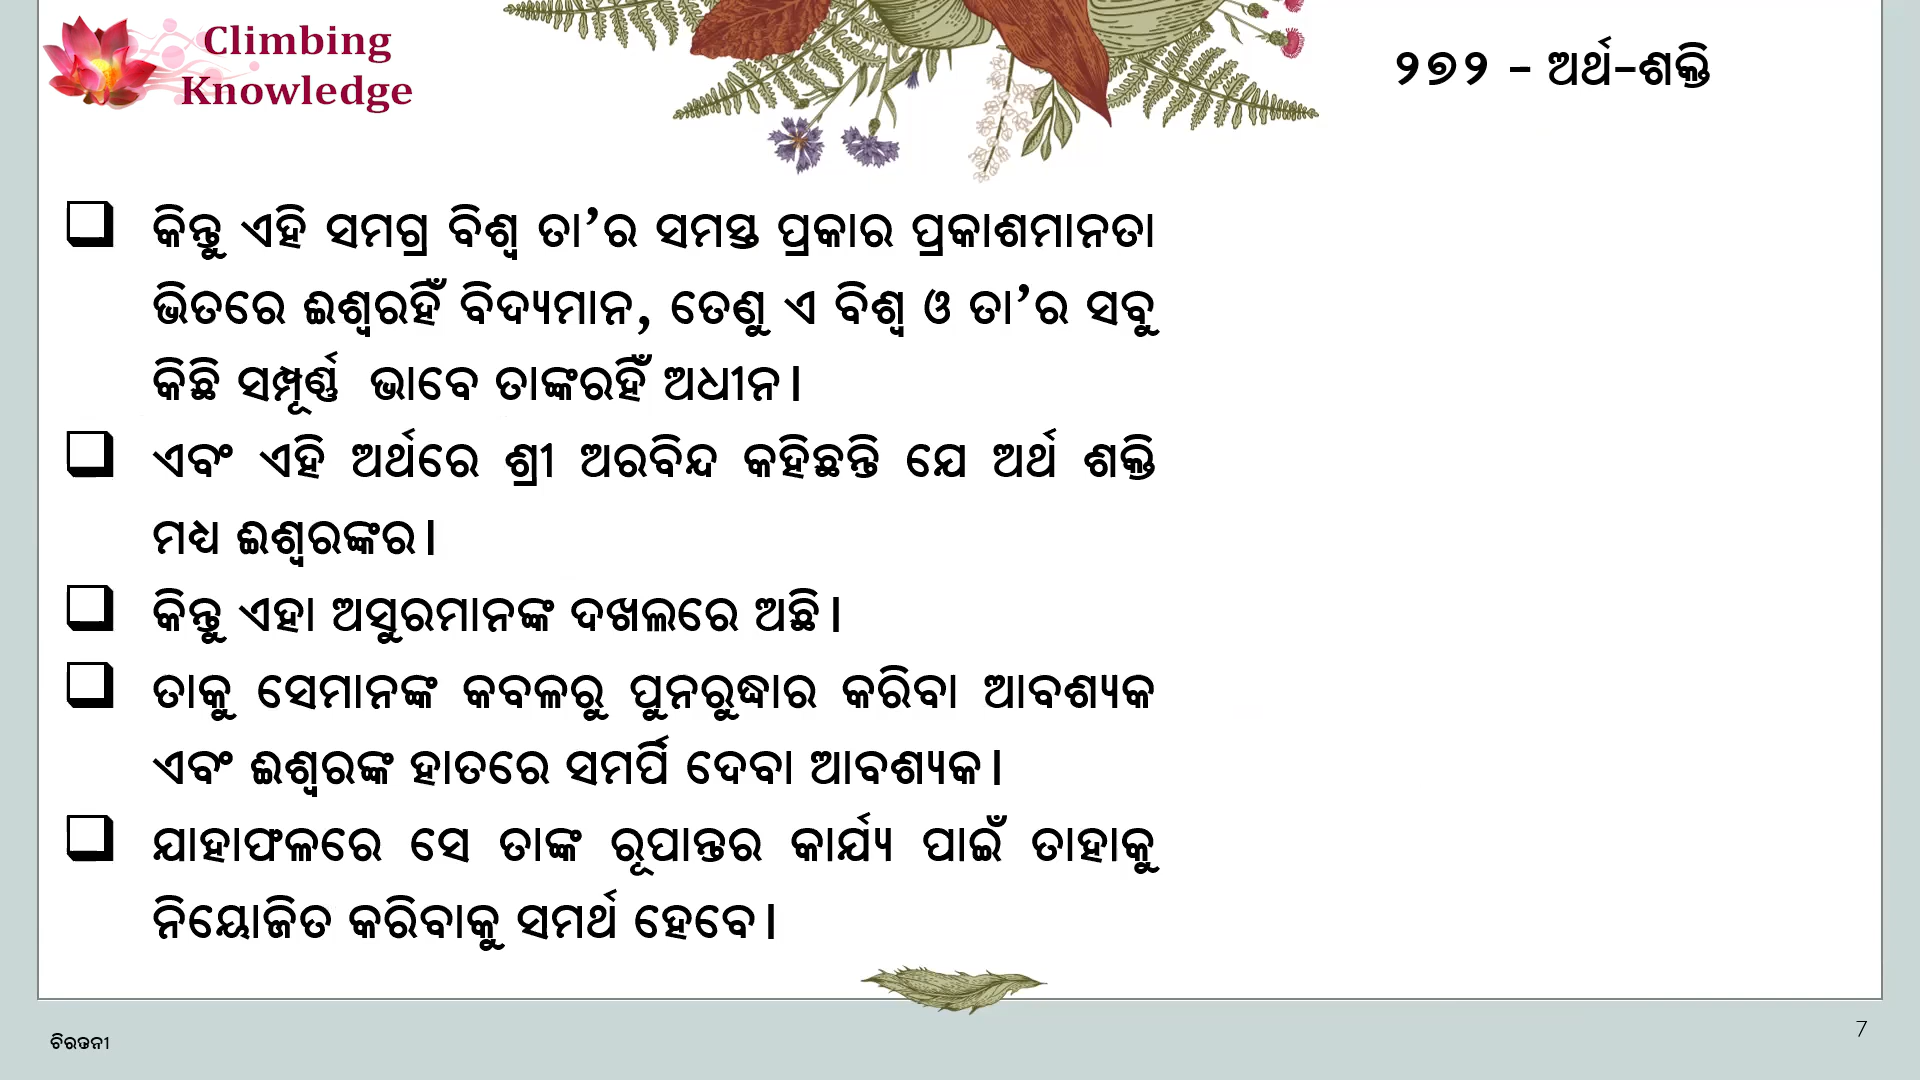 Climbing
Knowledge
୨୭୨ - ଅର୍ଥ-ଶକ୍ତି
❑ କିନ୍ତୁ ଏହି ସମଗ୍ର ବିଶ୍ୱ ତା’ର ସମସ୍ତ ପ୍ରକାର ପ୍ରକାଶମାନତା
ଭିତରେ ଈଶ୍ୱରହିଁ ବିଦ୍ୟମାନ, ତେଣୁ ଏ ବିଶ୍ୱ ଓ ତା’ର ସବୁ
କିଛି ସମ୍ପୂର୍ଣ୍ଣ ଭାବେ ତାଙ୍କରହିଁ ଅଧୀନ।
❑ ଏବଂ ଏହି ଅର୍ଥରେ ଶ୍ରୀ ଅରବିନ୍ଦ କହିଛନ୍ତି ଯେ ଅର୍ଥ ଶକ୍ତି
ମଧ୍ୟ ଈଶ୍ୱରଙ୍କର।
❑ କିନ୍ତୁ ଏହା ଅସୁରମାନଙ୍କ ଦଖଲରେ ଅଛି।
❑ ତାକୁ ସେମାନଙ୍କ କବଳରୁ ପୁନରୁଦ୍ଧାର କରିବା ଆବଶ୍ୟକ
ଏବଂ ଈଶ୍ୱରଙ୍କ ହାତରେ ସମର୍ପି ଦେବା ଆବଶ୍ୟକ।
❑ ଯାହାଫଳରେ ସେ ତାଙ୍କ ରୂପାନ୍ତର କାର୍ଯ୍ୟ ପାଇଁ ତାହାକୁ
ନିୟୋଜିତ କରିବାକୁ ସମର୍ଥ ହେବେ।
7